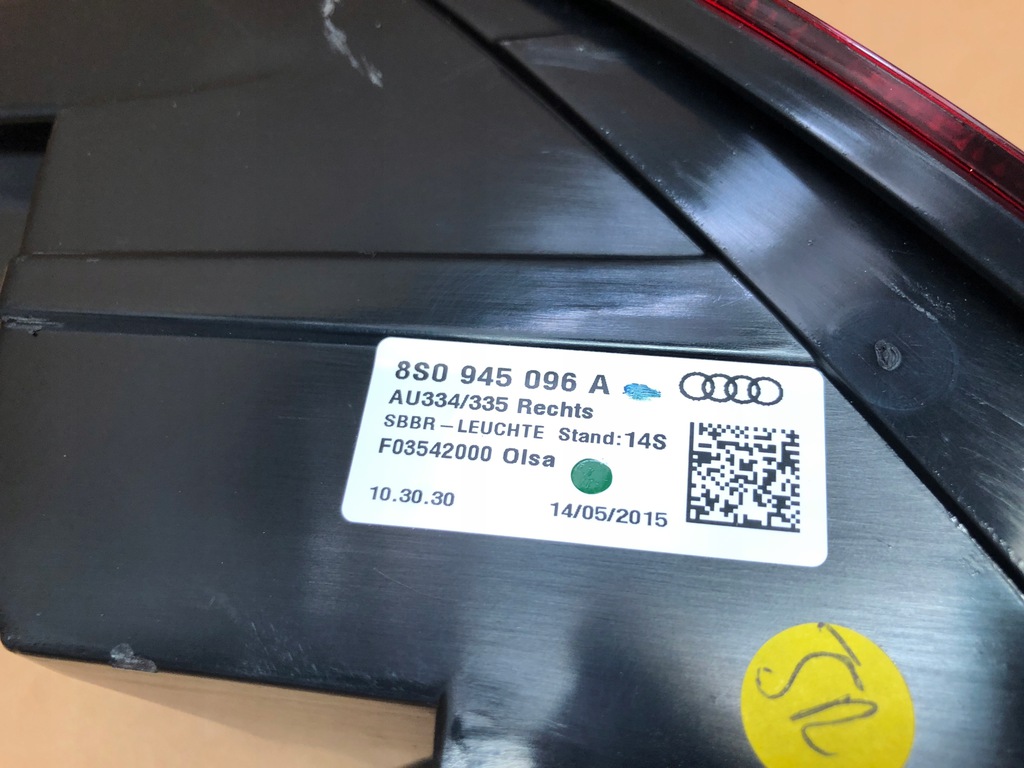 8S0 945 096 A
AU334/335 Rechts
SBBR-LEUCHTE Stand:14S
F03542000 Olsa
10.30.30
14/05/2015